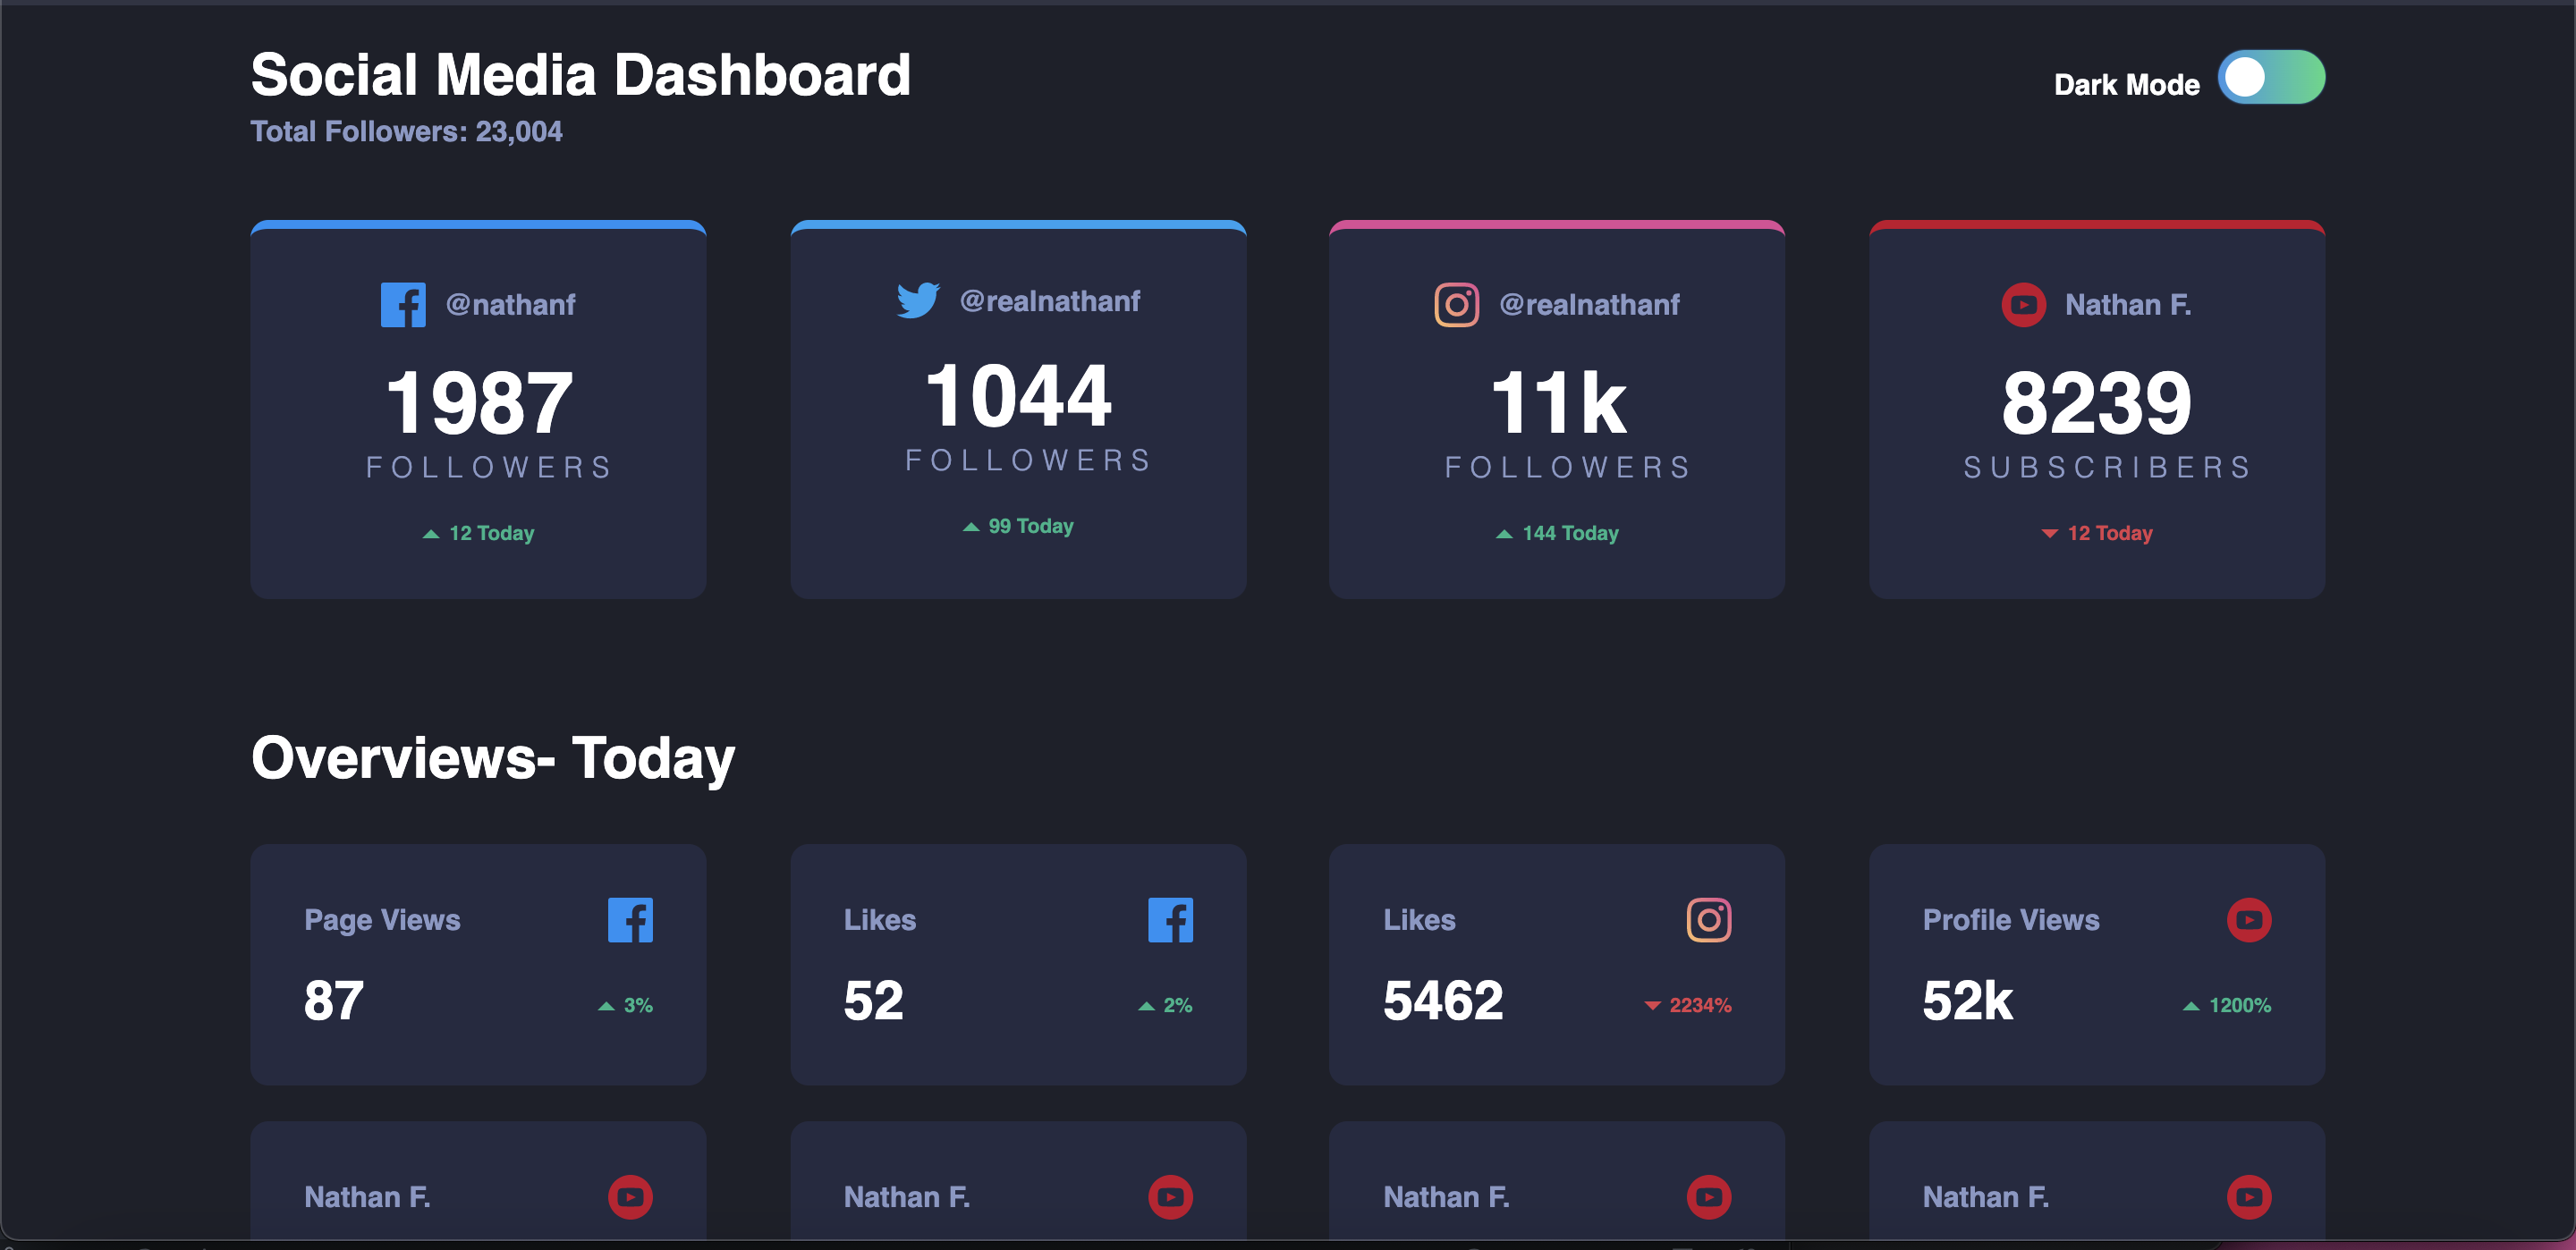 Social Media Dashboard
Dark Mode
Total Followers: 23,004
@nathanf
1987
FOLLOWERS
12 Today
@realnathanf
1044
FOLLOWERS
99 Today
@realnathanf
11k
FOLLOWERS
144 Today
Nathan F.
8239
SUBSCRIBERS
12 Today
Overviews- Today
Page Views
87
3%
Likes
52
2%
Likes
5462
2234%
Profile Views
52k
1200%
Nathan F.
Nathan F.
Nathan F.
Nathan F.